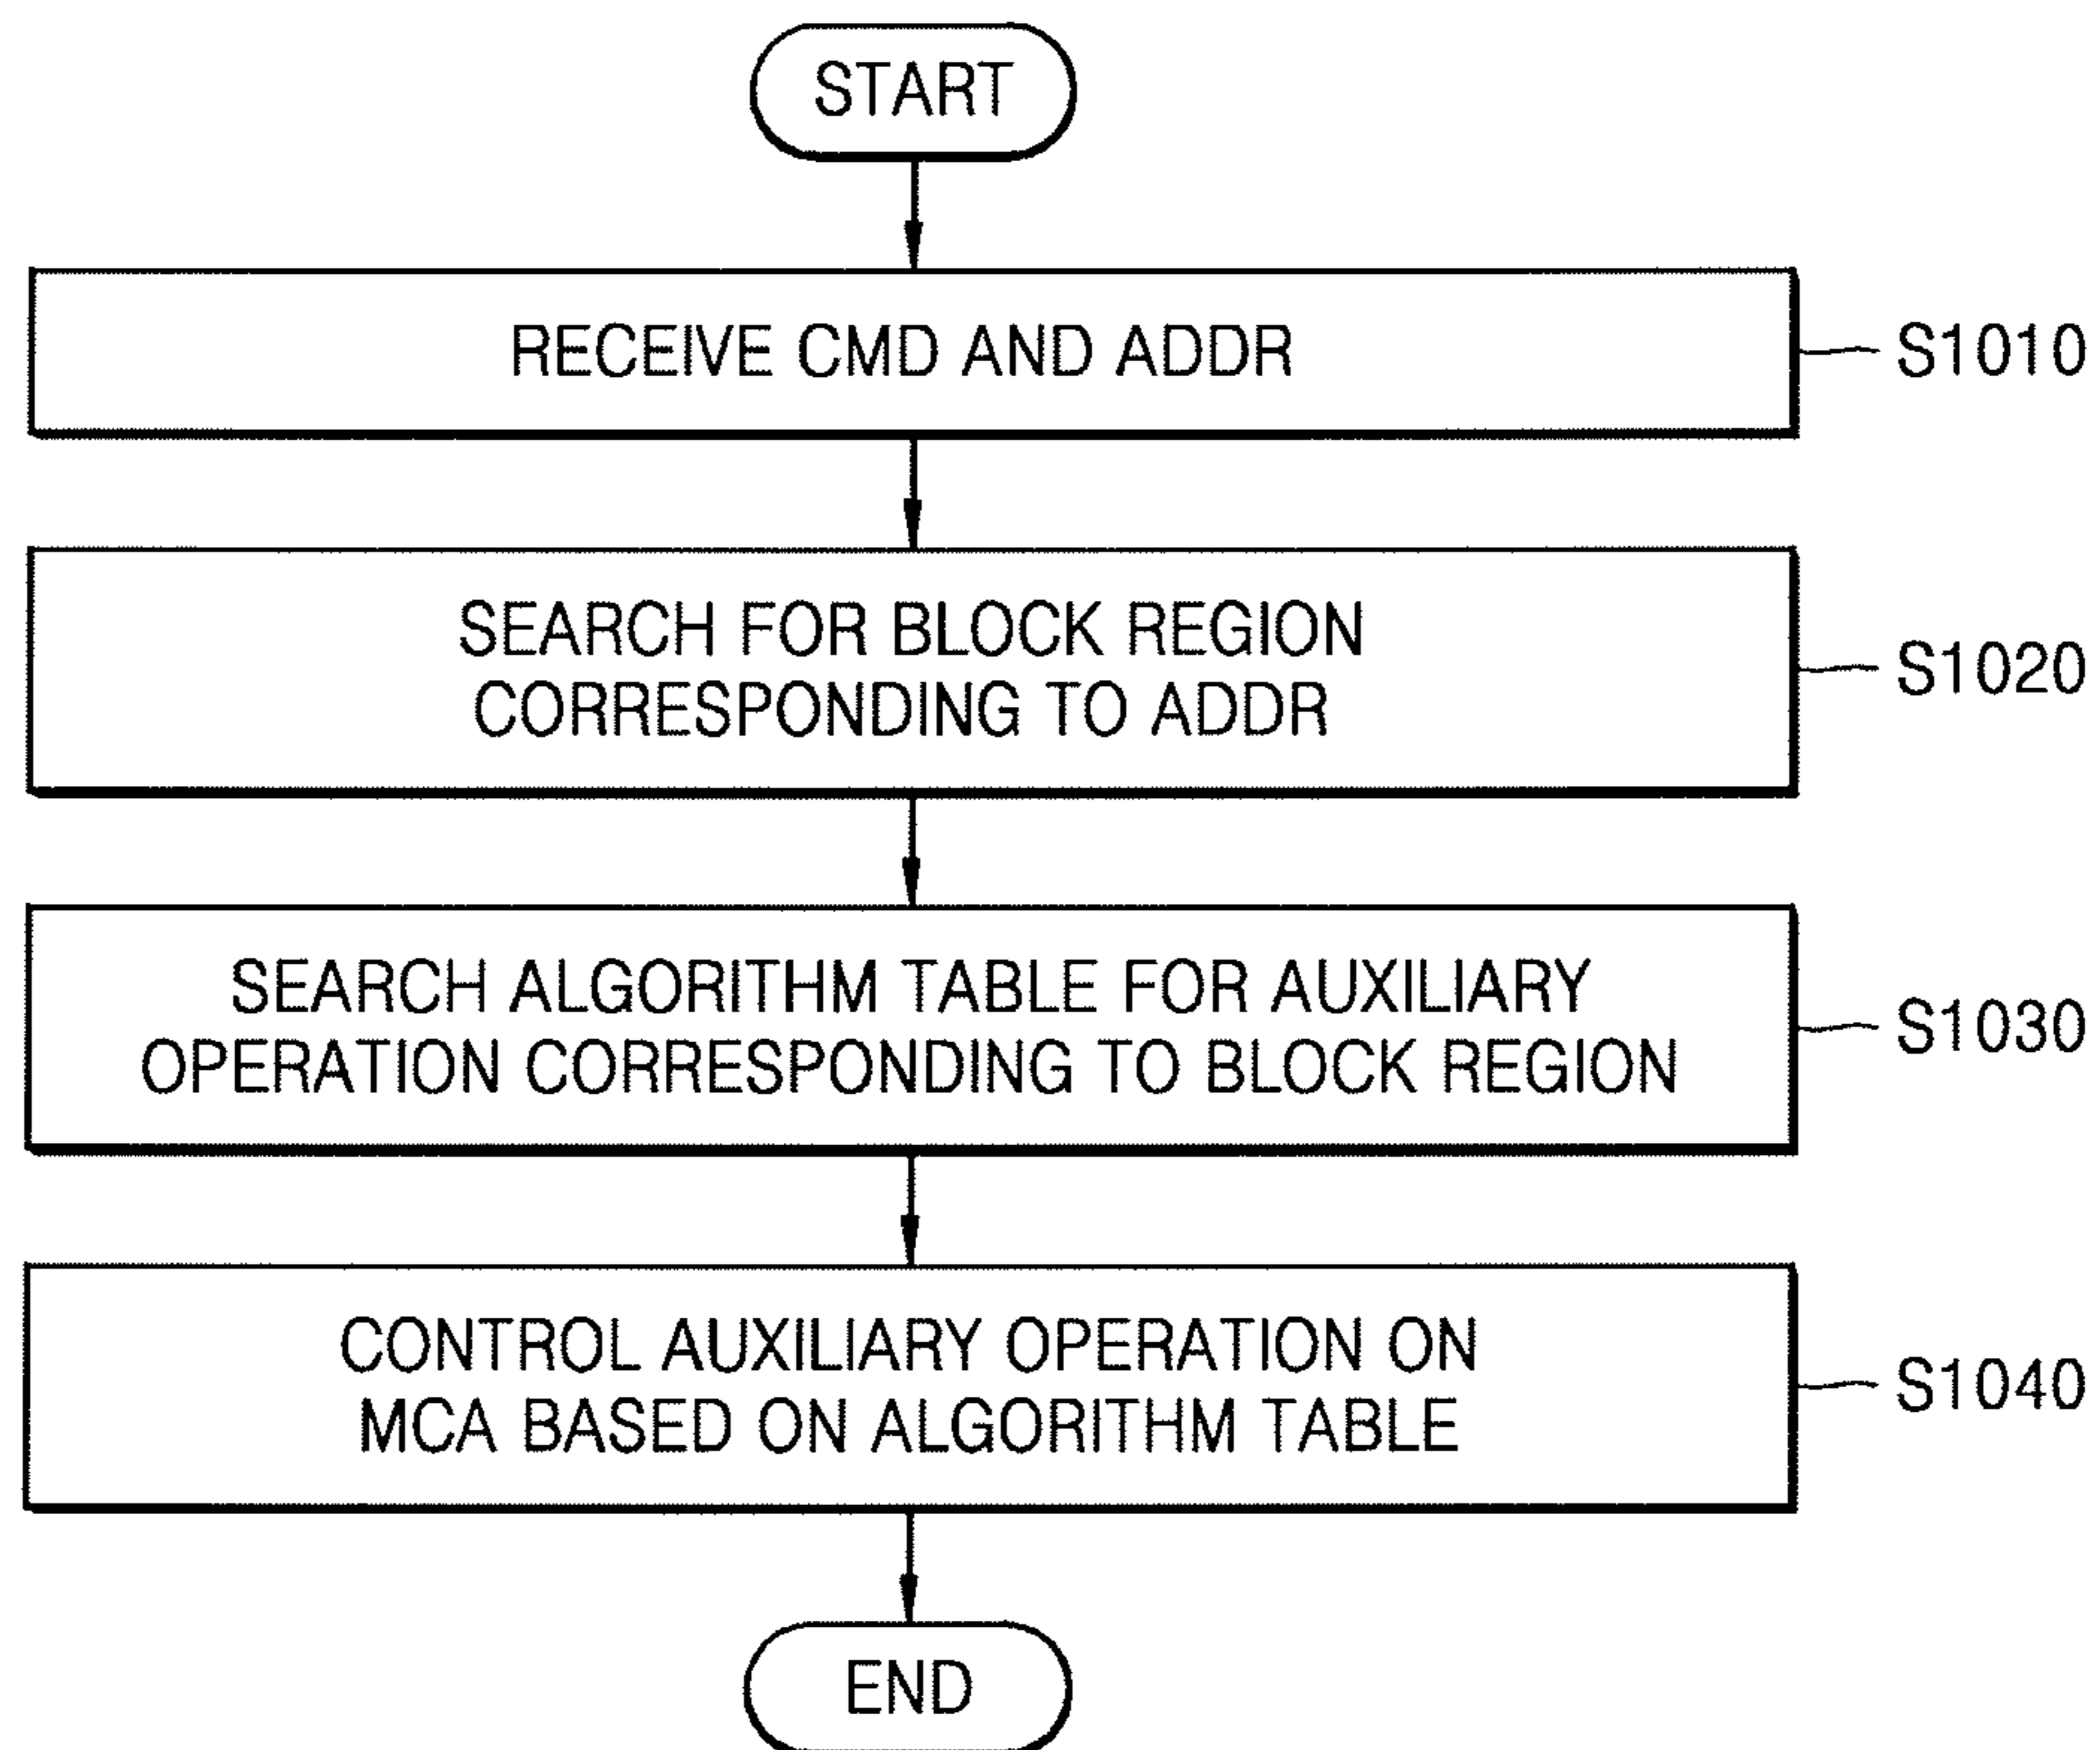 START
RECEIVE CMD AND ADDR
S1010
SEARCH FOR BLOCK REGION
CORRESPONDING TO ADDR
S1020
SEARCH ALGORITHM TABLE FOR AUXILIARY
OPERATION CORRESPONDING TO BLOCK REGION
S1030
CONTROL AUXILIARY OPERATION ON
MCA BASED ON ALGORITHM TABLE
S1040
END